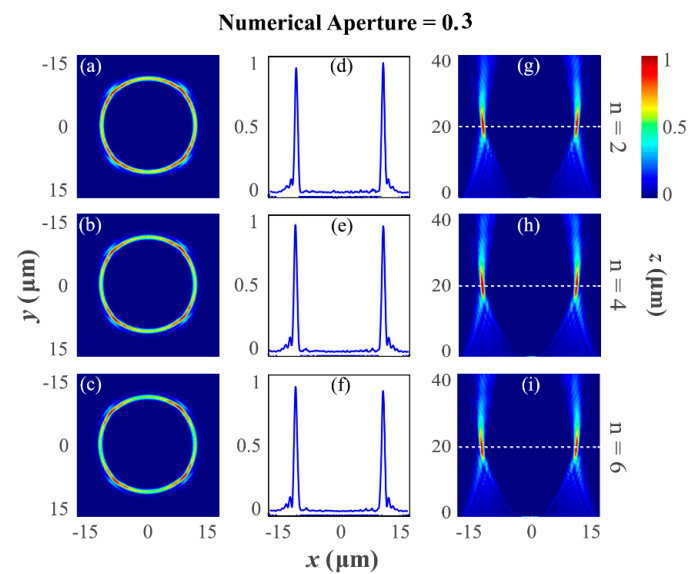 Numerical Aperture = 0.3
-15 (a) 1 (d) 40 (g) 1
0 0.5 20 n = 2 0.5
15 0 0 0
-15 (b) 1 (e) 40 (h)
y (μm) 0 0.5 20 n = 4 z (μm)
15 0 0
-15 (c) 1 (f) 40 (i)
0 0.5 20 n = 6
15 0 0
-15 0 15 -15 0 15 -15 0 15
x (μm)